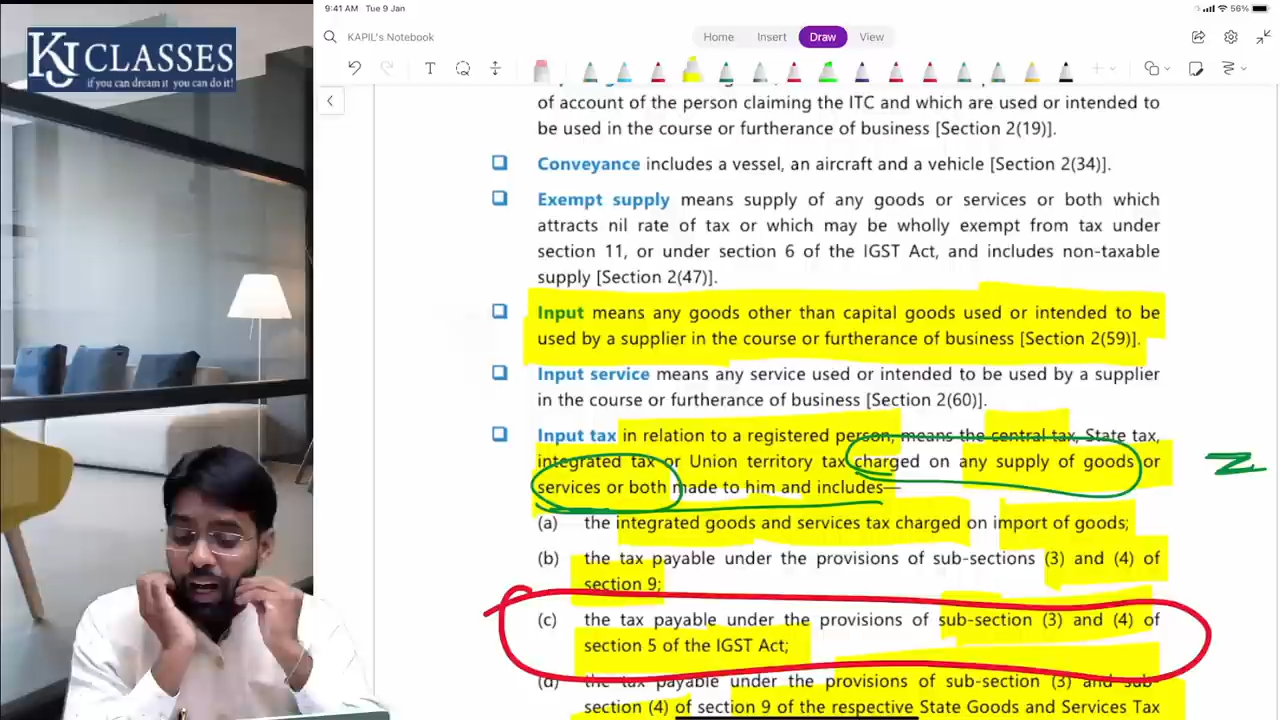 9:41 AM Tue 9 Jan
56%
KJ CLASSES
if you can dream it you can do it!
KAPIL's Notebook
Home Insert Draw View
T
of account of the person claiming the ITC and which are used or intended to
be used in the course or furtherance of business [Section 2(19)].
Conveyance includes a vessel, an aircraft and a vehicle [Section 2(34)].
Exempt supply means supply of any goods or services or both which
attracts nil rate of tax or which may be wholly exempt from tax under
section 11, or under section 6 of the IGST Act, and includes non-taxable
supply [Section 2(47)].
Input means any goods other than capital goods used or intended to be
used by a supplier in the course or furtherance of business [Section 2(59)].
Input service means any service used or intended to be used by a supplier
in the course or furtherance of business [Section 2(60)].
Input tax in relation to a registered person, means the central tax, State tax,
integrated tax or Union territory tax charged on any supply of goods or
services or both made to him and includes—
(a) the integrated goods and services tax charged on import of goods;
(b) the tax payable under the provisions of sub-sections (3) and (4) of
section 9;
(c) the tax payable under the provisions of sub-section (3) and (4) of
section 5 of the IGST Act;
(d) the tax payable under the provisions of sub-section (3) and sub-
section (4) of section 9 of the respective State Goods and Services Tax